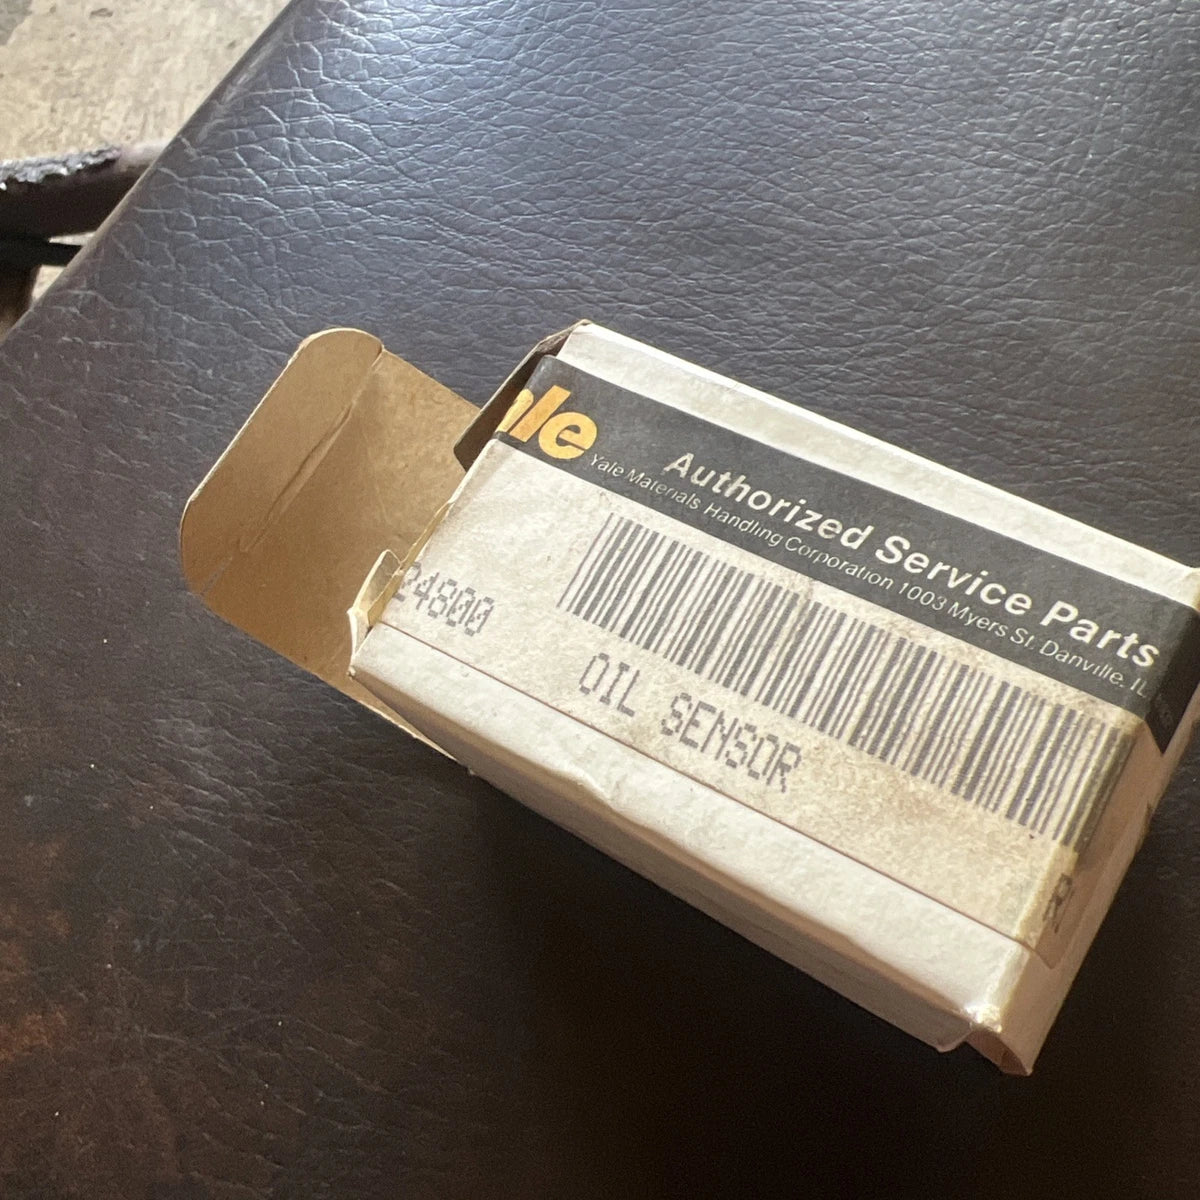 ale
Authorized Service Parts
Yale Materials Handling Corporation 1003 Myers St. Danville. IL
24800
OIL SENSOR
R